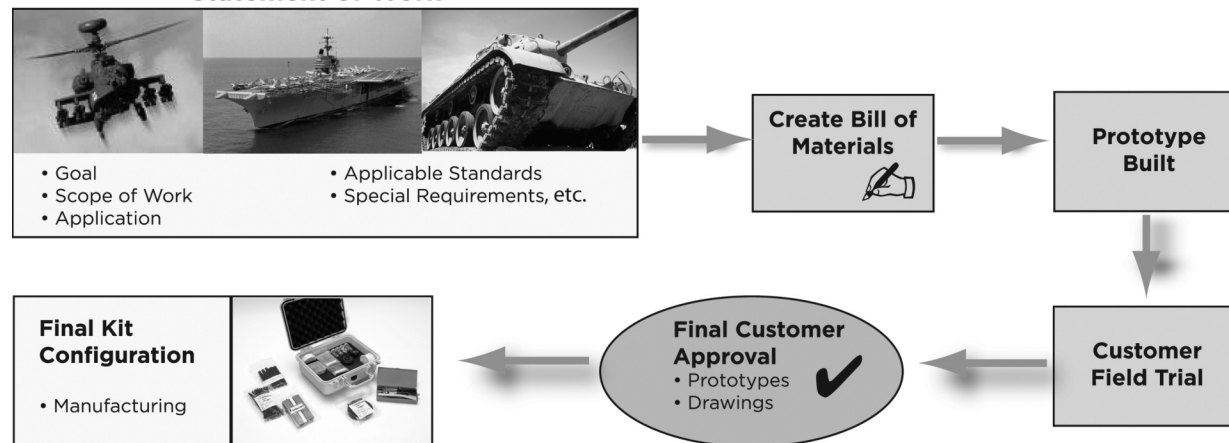 • Goal
• Scope of Work
• Application
• Applicable Standards
• Special Requirements, etc.
Create Bill of
Materials
Prototype
Built
Customer
Field Trial
Final Customer
Approval
• Prototypes
• Drawings
Final Kit
Configuration
• Manufacturing